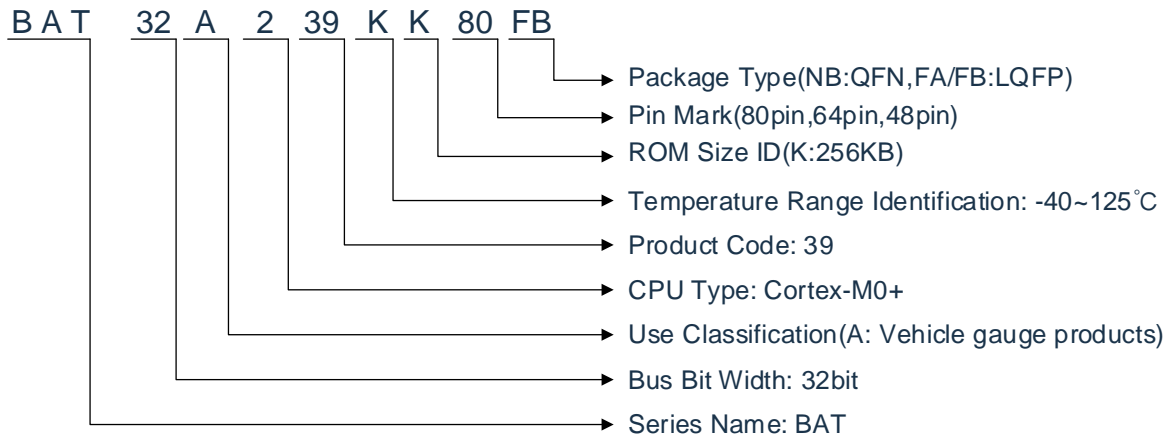 BAT 32 A 2 39 K K 80 FB
Package Type(NB:QFN,FA/FB:LQFP)
Pin Mark(80pin,64pin,48pin)
ROM Size ID(K:256KB)
Temperature Range Identification: -40~125℃
Product Code: 39
CPU Type: Cortex-M0+
Use Classification(A: Vehicle gauge products)
Bus Bit Width: 32bit
Series Name: BAT